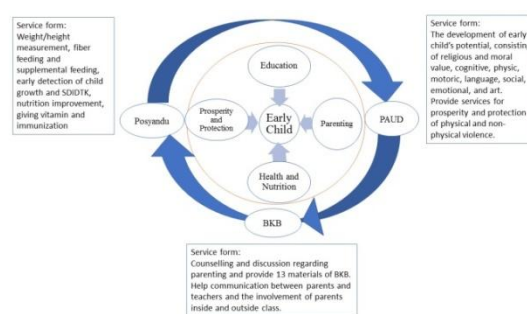 Service form:
Weight/height
measurement, fiber
feeding and
supplemental feeding,
early detection of child
growth and SDIDTK,
nutrition improvement,
giving vitamin and
immunization
Service form:
The development of early
child's potential, consisting
of religious and moral
value, cognitive, physic,
motoric, language, social,
emotional, and art.
Provide services for
prosperity and protection
of physical and non-
physical violence.
Education
Posyandu
Prosperity
and
Protection
Early
Child
Parenting
PAUD
Health and
Nutrition
BKB
Service form:
Counselling and discussion regarding
parenting and provide 13 materials of BKB.
Help communication between parents and
teachers and the involvement of parents
inside and outside class.